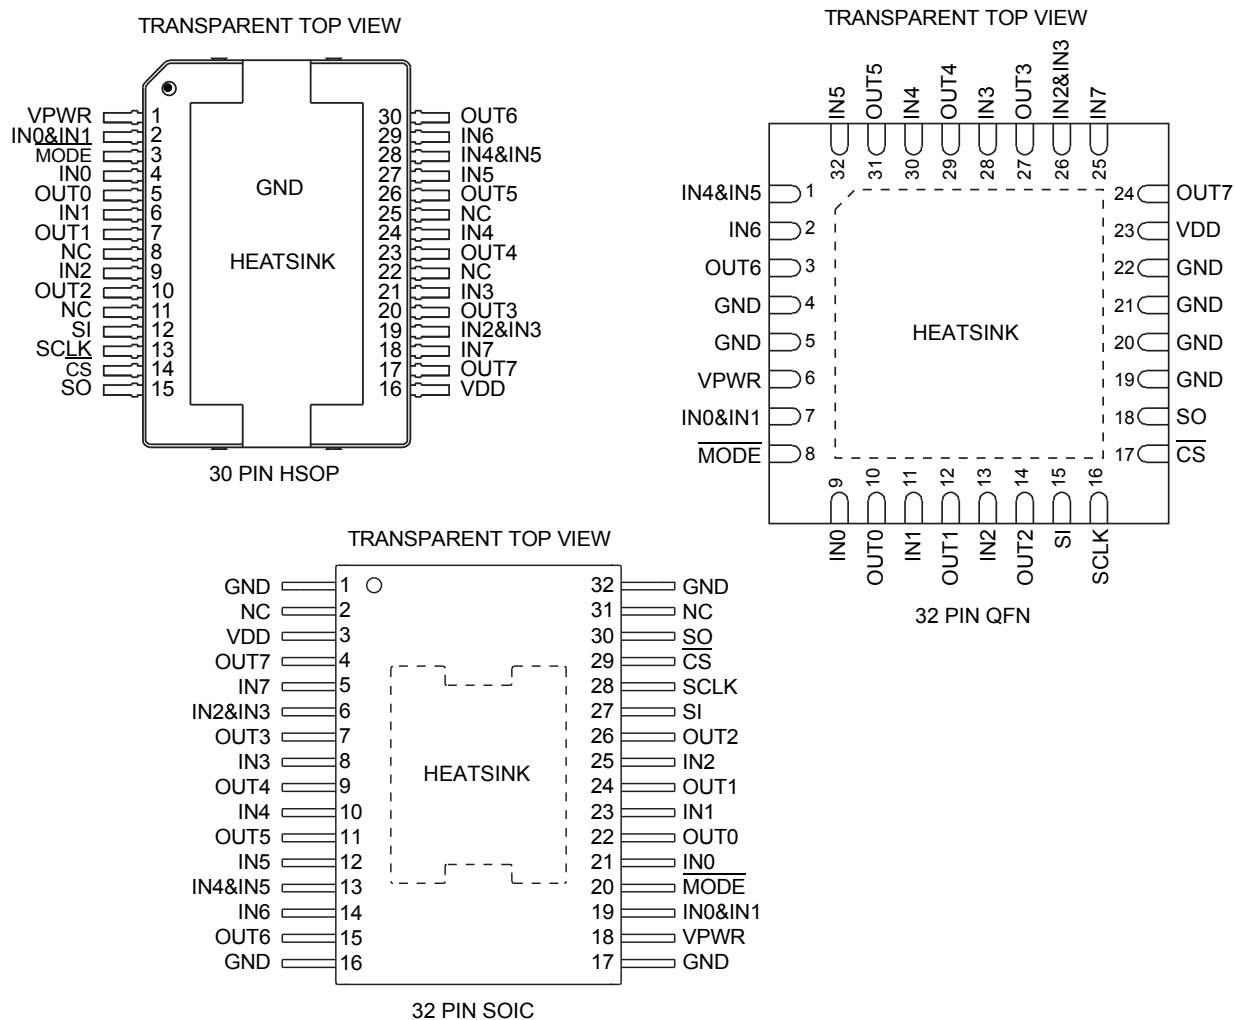 TRANSPARENT TOP VIEW
VPWR 1 30 OUT6
IN0&IN1 2 29 IN6
MODE 3 28 IN4&IN5
IN0 4 27 IN5
OUT0 5 26 OUT5
IN1 6 25 NC
OUT1 7 24 IN4
NC 8 23 OUT4
IN2 9 22 NC
OUT2 10 21 IN3
NC 11 20 OUT3
SI 12 19 IN2&IN3
SCLK 13 18 IN7
CS 14 17 OUT7
SO 15 16 VDD
GND
HEATSINK
30 PIN HSOP
TRANSPARENT TOP VIEW
IN5 OUT5 IN4 OUT4 IN3 OUT3 IN2&IN3 IN7
32 31 30 29 28 27 26 25
IN4&IN5 1 24 OUT7
IN6 2 23 VDD
OUT6 3 22 GND
GND 4 21 GND
GND 5 20 GND
VPWR 6 19 GND
IN0&IN1 7 18 SO
MODE 8 17 CS
HEATSINK
9 10 11 12 13 14 15 16
IN0 OUT0 IN1 OUT1 IN2 OUT2 SI SCLK
32 PIN QFN
TRANSPARENT TOP VIEW
GND 1 32 GND
NC 2 31 NC
VDD 3 30 SO
OUT7 4 29 CS
IN7 5 28 SCLK
IN2&IN3 6 27 SI
OUT3 7 26 OUT2
IN3 8 25 IN2
OUT4 9 24 OUT1
IN4 10 23 IN1
OUT5 11 22 OUT0
IN5 12 21 IN0
IN4&IN5 13 20 MODE
IN6 14 19 IN0&IN1
OUT6 15 18 VPWR
GND 16 17 GND
HEATSINK
32 PIN SOIC